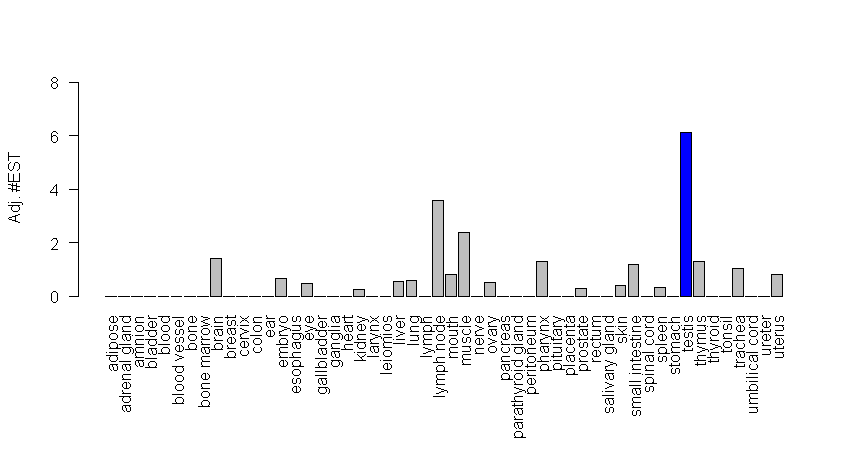 8
6
4
2
0
Adj. #EST
adipose
adrenal gland
amnion
bladder
blood
blood vessel
bone
bone marrow
brain
breast
cervix
colon
ear
embryo
esophagus
eye
gallbladder
ganglia
heart
kidney
larynx
leiomios
liver
lung
lymph
lymph node
mouth
muscle
nerve
ovary
pancreas
parathyroid gland
peritoneum
pharynx
pituitary
placenta
prostate
rectum
salivary gland
skin
small intestine
spinal cord
spleen
stomach
testis
thymus
thyroid
tonsil
trachea
umbilical cord
ureter
uterus